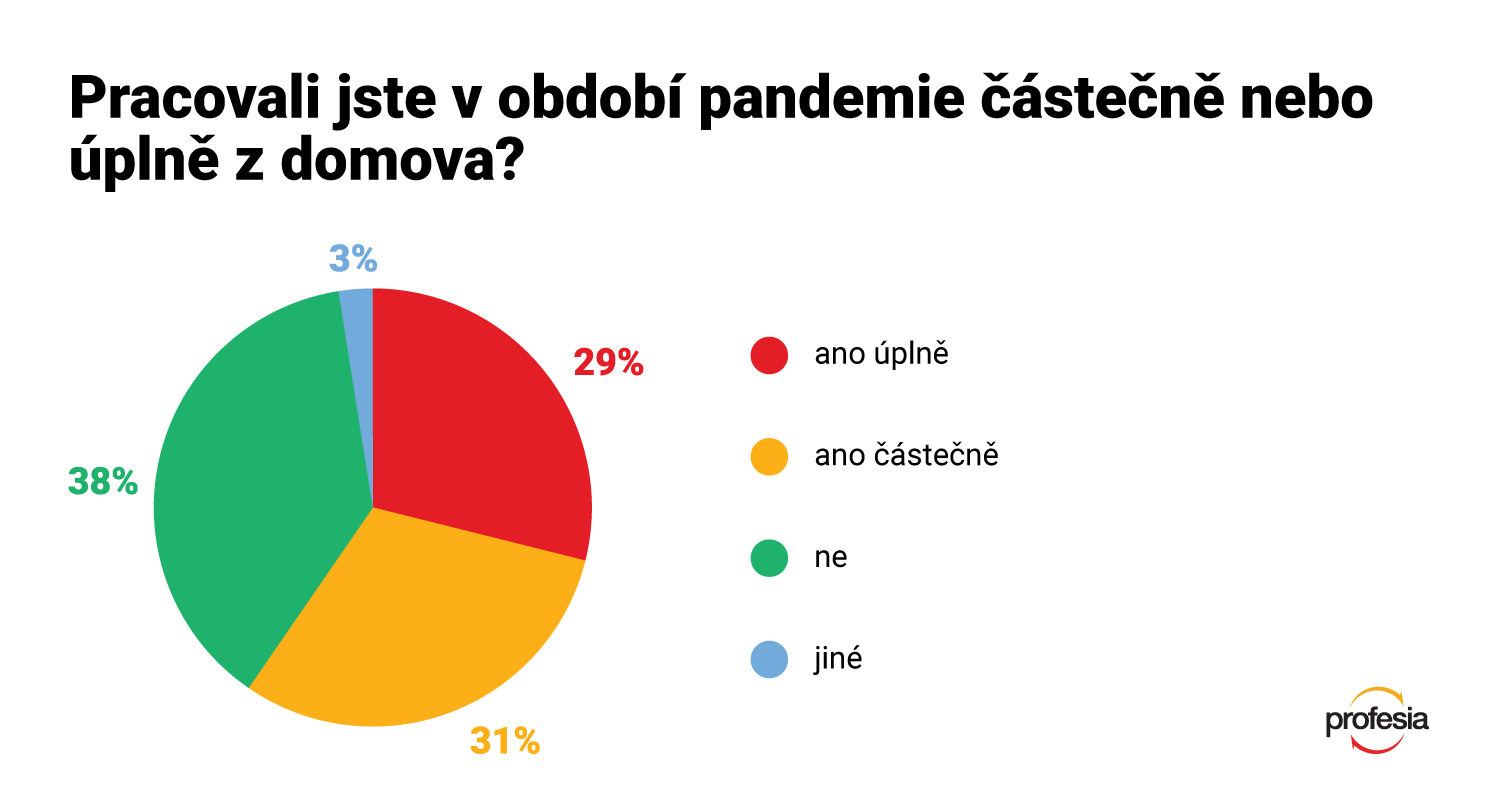 Pracovali jste v období pandemie částečně nebo
úplně z domova?
3%
29%
38%
31%
ano úplně
ano částečně
ne
jiné
profesia